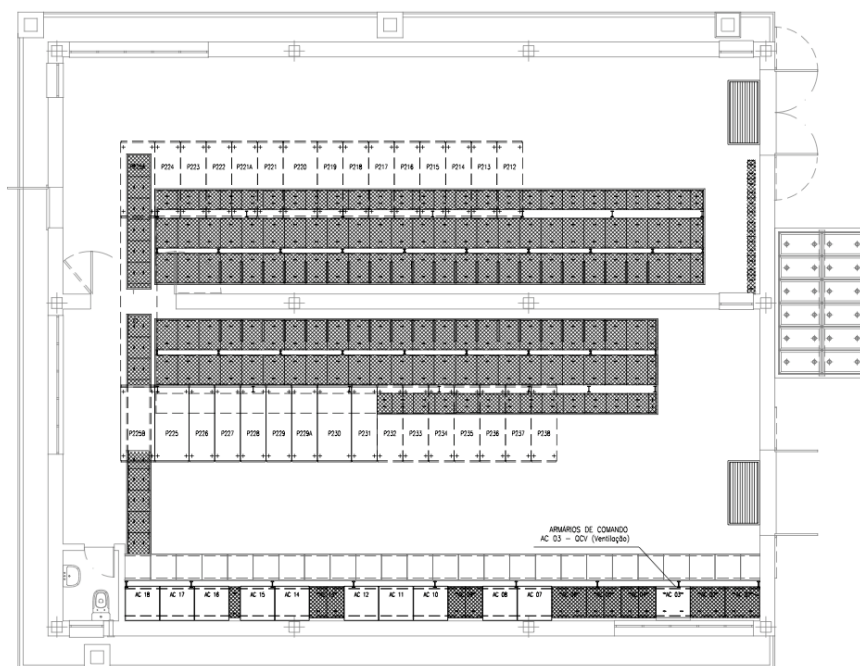 P224 P223 P222 P221A P221 P220 P219 P218 P217 P216 P215 P214 P213 P212
P225B P225 P226 P227 P228 P229 P229A P230 P231 P232 P233 P234 P235 P236 P237 P238
ARMÁRIOS DE COMANDO
AC 03 - QCV (Ventilação)
AC 18 AC 17 AC 16 AC 15 AC 14 AC 12 AC 11 AC 10 AC 08 AC 07 AC 03